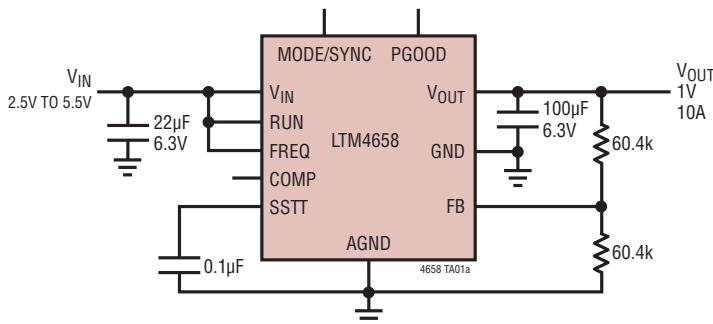 MODE/SYNC PGOOD
VIN
2.5V TO 5.5V
22µF
6.3V
VIN
RUN
FREQ
COMP
SSTT
LTM4658
VOUT
GND
FB
AGND
100µF
6.3V
VOUT
1V
10A
60.4k
60.4k
0.1µF
4658 TA01a